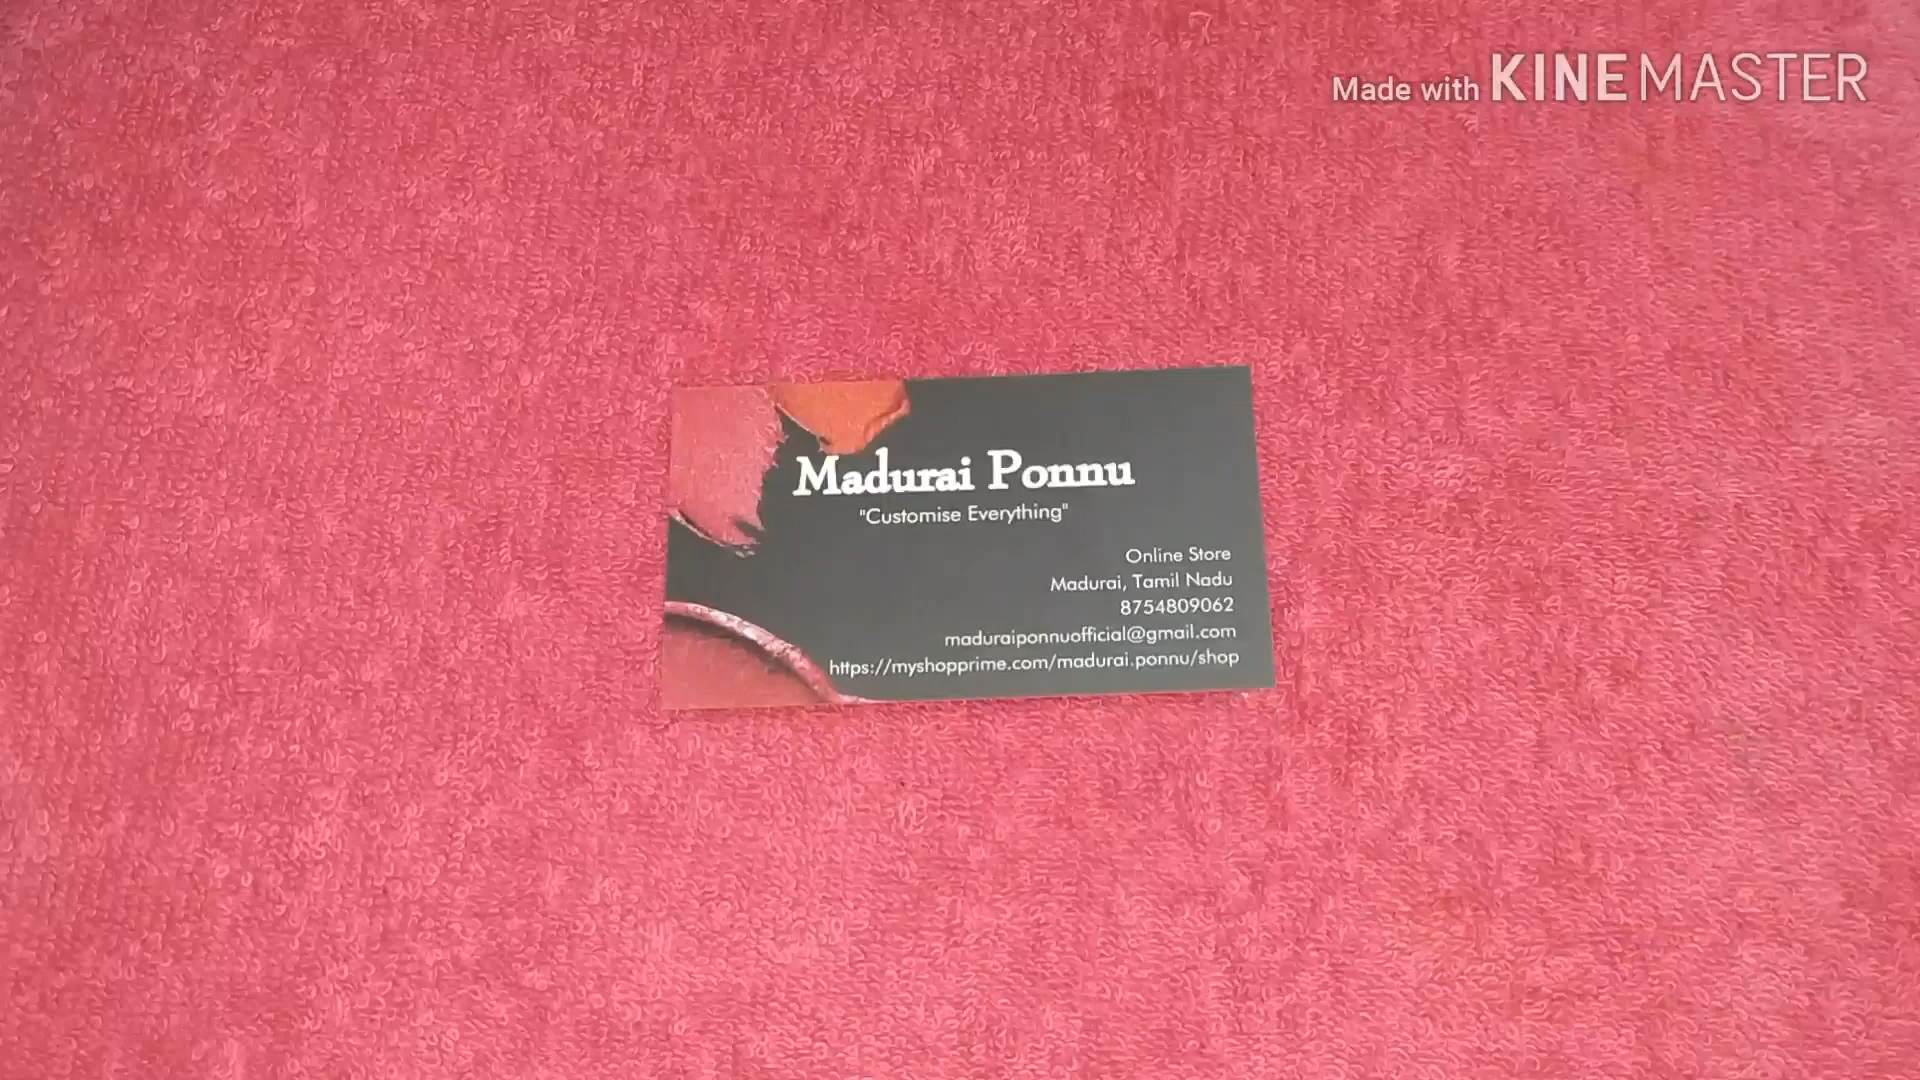 Made with KINEMASTER
Madurai Ponnu
"Customise Everything"
Online Store
Madurai, Tamil Nadu
8754809062
maduraiponnuofficial@gmail.com
https://myshopprime.com/madurai.ponnu/shop